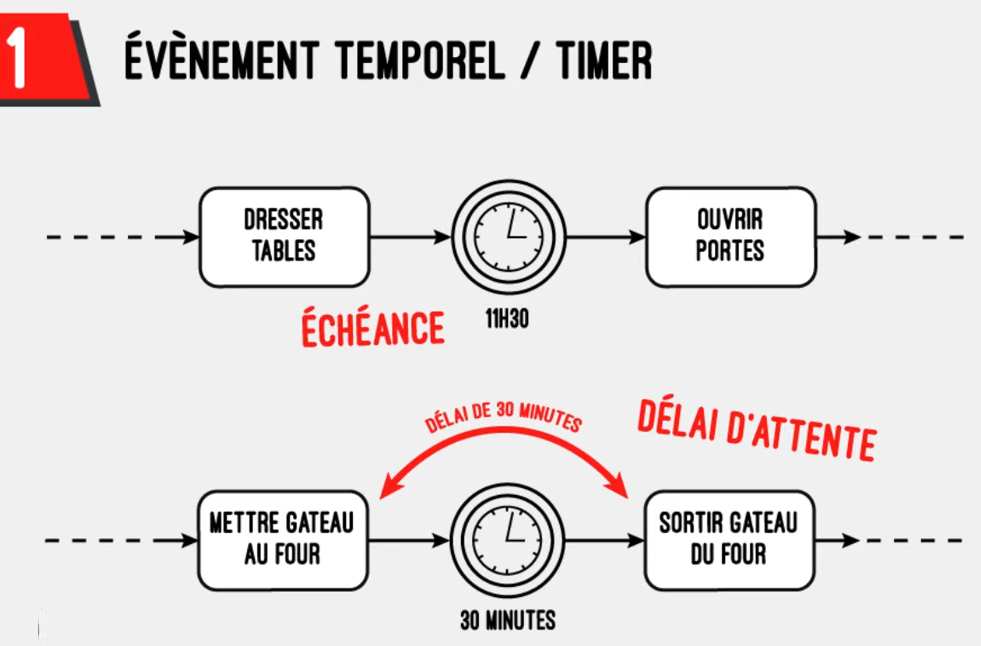 1
ÉVÈNEMENT TEMPOREL / TIMER
DRESSER
TABLES
OUVRIR
PORTES
11H30
ÉCHÉANCE
DÉLAI DE 30 MINUTES
DÉLAI D'ATTENTE
METTRE GATEAU
AU FOUR
SORTIR GATEAU
DU FOUR
30 MINUTES